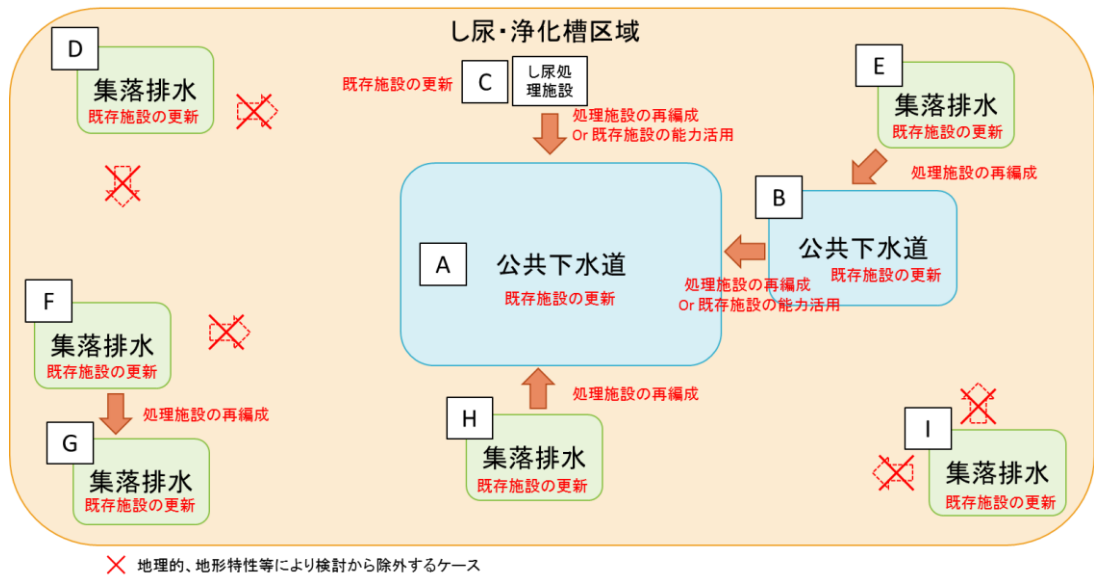 し尿・浄化槽区域
D
集落排水
既存施設の更新
既存施設の更新
C
し尿処
理施設
処理施設の再編成
Or 既存施設の能力活用
E
集落排水
既存施設の更新
処理施設の再編成
B
公共下水道
既存施設の更新
処理施設の再編成
Or 既存施設の能力活用
A
公共下水道
既存施設の更新
F
集落排水
既存施設の更新
処理施設の再編成
G
集落排水
既存施設の更新
処理施設の再編成
H
集落排水
既存施設の更新
I
集落排水
既存施設の更新
地理的、地形特性等により検討から除外するケース